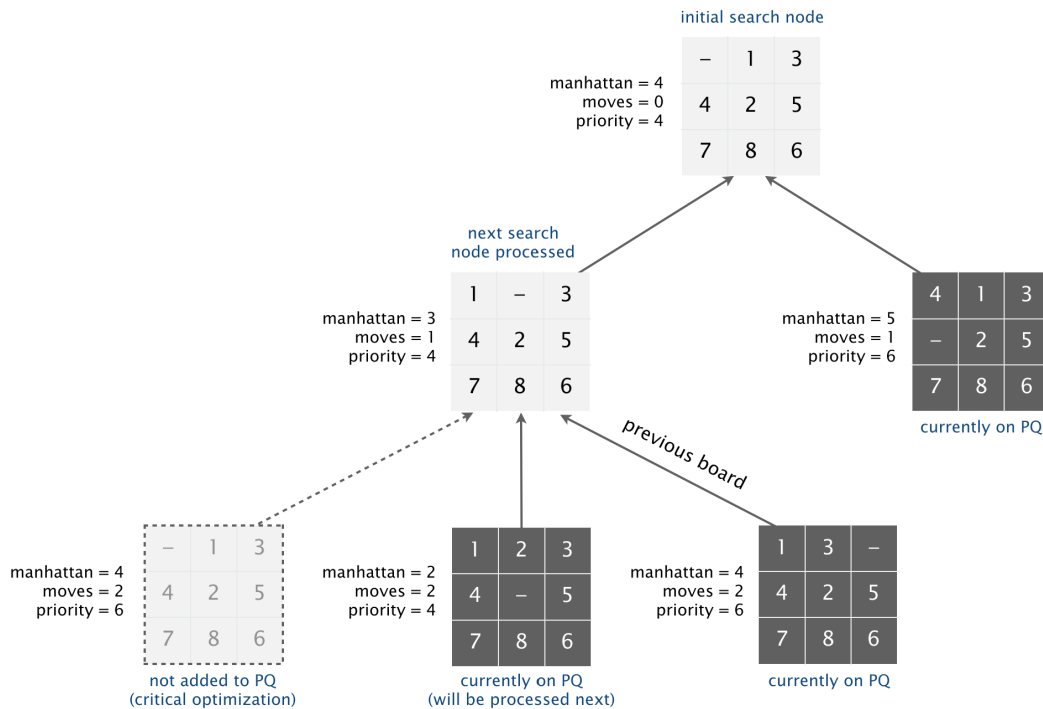 initial search node
manhattan = 4
moves = 0
priority = 4
– 1 3
4 2 5
7 8 6
next search
node processed
manhattan = 3
moves = 1
priority = 4
1 – 3
4 2 5
7 8 6
manhattan = 5
moves = 1
priority = 6
4 1 3
– 2 5
7 8 6
currently on PQ
previous board
manhattan = 4
moves = 2
priority = 6
– 1 3
4 2 5
7 8 6
not added to PQ
(critical optimization)
manhattan = 2
moves = 2
priority = 4
1 2 3
4 – 5
7 8 6
currently on PQ
(will be processed next)
manhattan = 4
moves = 2
priority = 6
1 3 –
4 2 5
7 8 6
currently on PQ